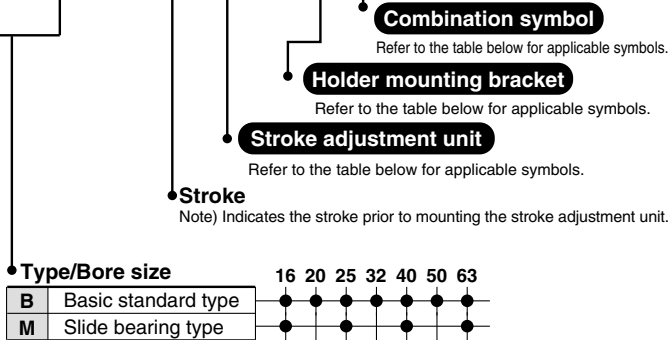 Combination symbol
Refer to the table below for applicable symbols.
Holder mounting bracket
Refer to the table below for applicable symbols.
Stroke adjustment unit
Refer to the table below for applicable symbols.
Stroke
Note) Indicates the stroke prior to mounting the stroke adjustment unit.
Type/Bore size 16 20 25 32 40 50 63
B Basic standard type
M Slide bearing type